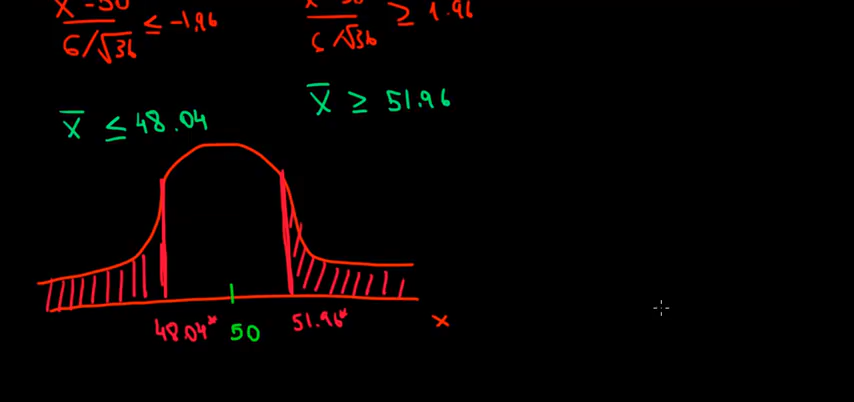 x - 50
6/√36 ≤ -1.96
x - 50
6/√36 ≥ 1.96
X̄ ≤ 48.04
X̄ ≥ 51.96
48.04* 50 51.96* x